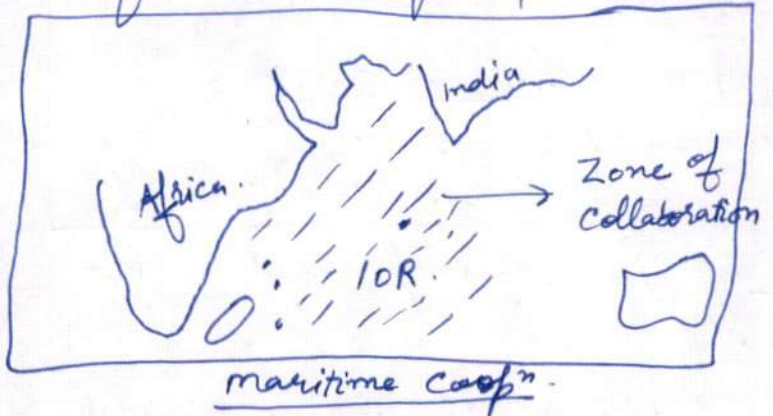 India
Africa.
Zone of
Collaboration
IOR.
maritime coopⁿ.